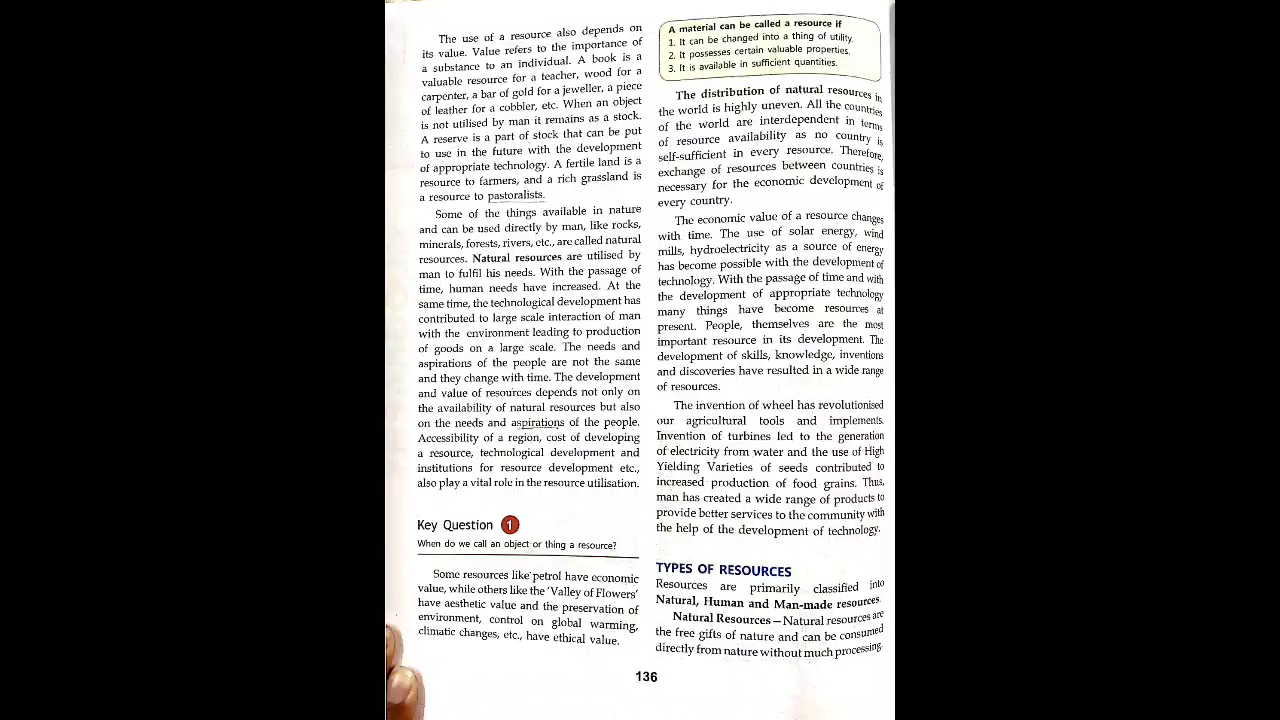 The use of a resource also depends on
its value. Value refers to the importance of
a substance to an individual. A book is a
valuable resource for a teacher, wood for a
carpenter, a bar of gold for a jeweller, a piece
of leather for a cobbler, etc. When an object
is not utilised by man it remains as a stock.
A reserve is a part of stock that can be put
to use in the future with the development
of appropriate technology. A fertile land is a
resource to farmers, and a rich grassland is
a resource to pastoralists.
Some of the things available in nature
and can be used directly by man, like rocks,
minerals, forests, rivers, etc., are called natural
resources. Natural resources are utilised by
man to fulfil his needs. With the passage of
time, human needs have increased. At the
same time, the technological development has
contributed to large scale interaction of man
with the environment leading to production
of goods on a large scale. The needs and
aspirations of the people are not the same
and they change with time. The development
and value of resources depends not only on
the availability of natural resources but also
on the needs and aspirations of the people.
Accessibility of a region, cost of developing
a resource, technological development and
institutions for resource development etc.,
also play a vital role in the resource utilisation.
Key Question 1
When do we call an object or thing a resource?
Some resources like petrol have economic
value, while others like the 'Valley of Flowers'
have aesthetic value and the preservation of
environment, control on global warming,
climatic changes, etc., have ethical value.
A material can be called a resource if
1. It can be changed into a thing of utility.
2. It possesses certain valuable properties.
3. It is available in sufficient quantities.
The distribution of natural resources in
the world is highly uneven. All the countries
of the world are interdependent in terms
of resource availability as no country is
self-sufficient in every resource. Therefore,
exchange of resources between countries is
necessary for the economic development of
every country.
The economic value of a resource changes
with time. The use of solar energy, wind
mills, hydroelectricity as a source of energy
has become possible with the development of
technology. With the passage of time and with
the development of appropriate technology
many things have become resources at
present. People, themselves are the most
important resource in its development. The
development of skills, knowledge, inventions
and discoveries have resulted in a wide range
of resources.
The invention of wheel has revolutionised
our agricultural tools and implements.
Invention of turbines led to the generation
of electricity from water and the use of High
Yielding Varieties of seeds contributed to
increased production of food grains. Thus,
man has created a wide range of products to
provide better services to the community with
the help of the development of technology.
TYPES OF RESOURCES
Resources are primarily classified into
Natural, Human and Man-made resources.
Natural Resources—Natural resources are
the free gifts of nature and can be consumed
directly from nature without much processing.
136